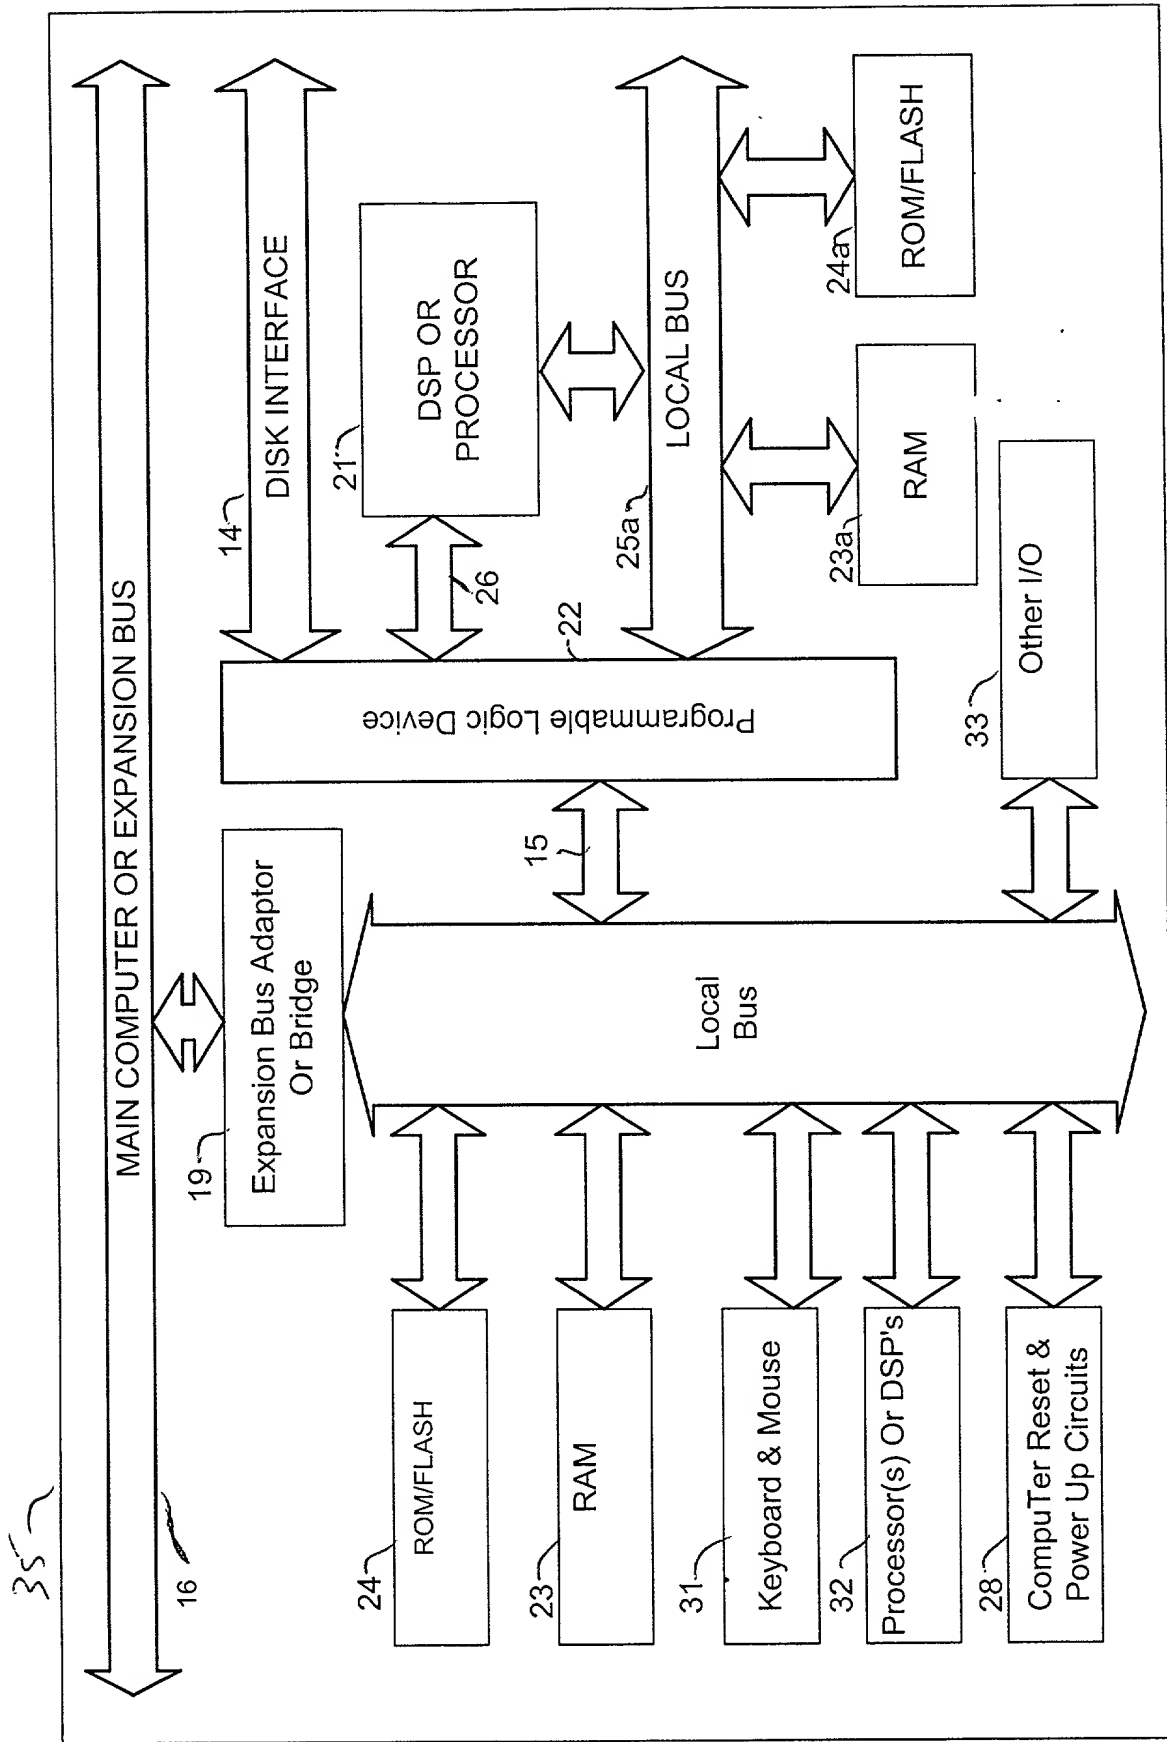 35
MAIN COMPUTER OR EXPANSION BUS
16
19
Expansion Bus Adaptor
Or Bridge
14
DISK INTERFACE
24
ROM/FLASH
23
RAM
31
Keyboard & Mouse
32
Processor(s) Or DSP's
28
CompuTer Reset &
Power Up Circuits
Local
Bus
15
Programmable Logic Device
22
26
21
DSP OR
PROCESSOR
25a
LOCAL BUS
23a
RAM
24a
ROM/FLASH
33
Other I/O